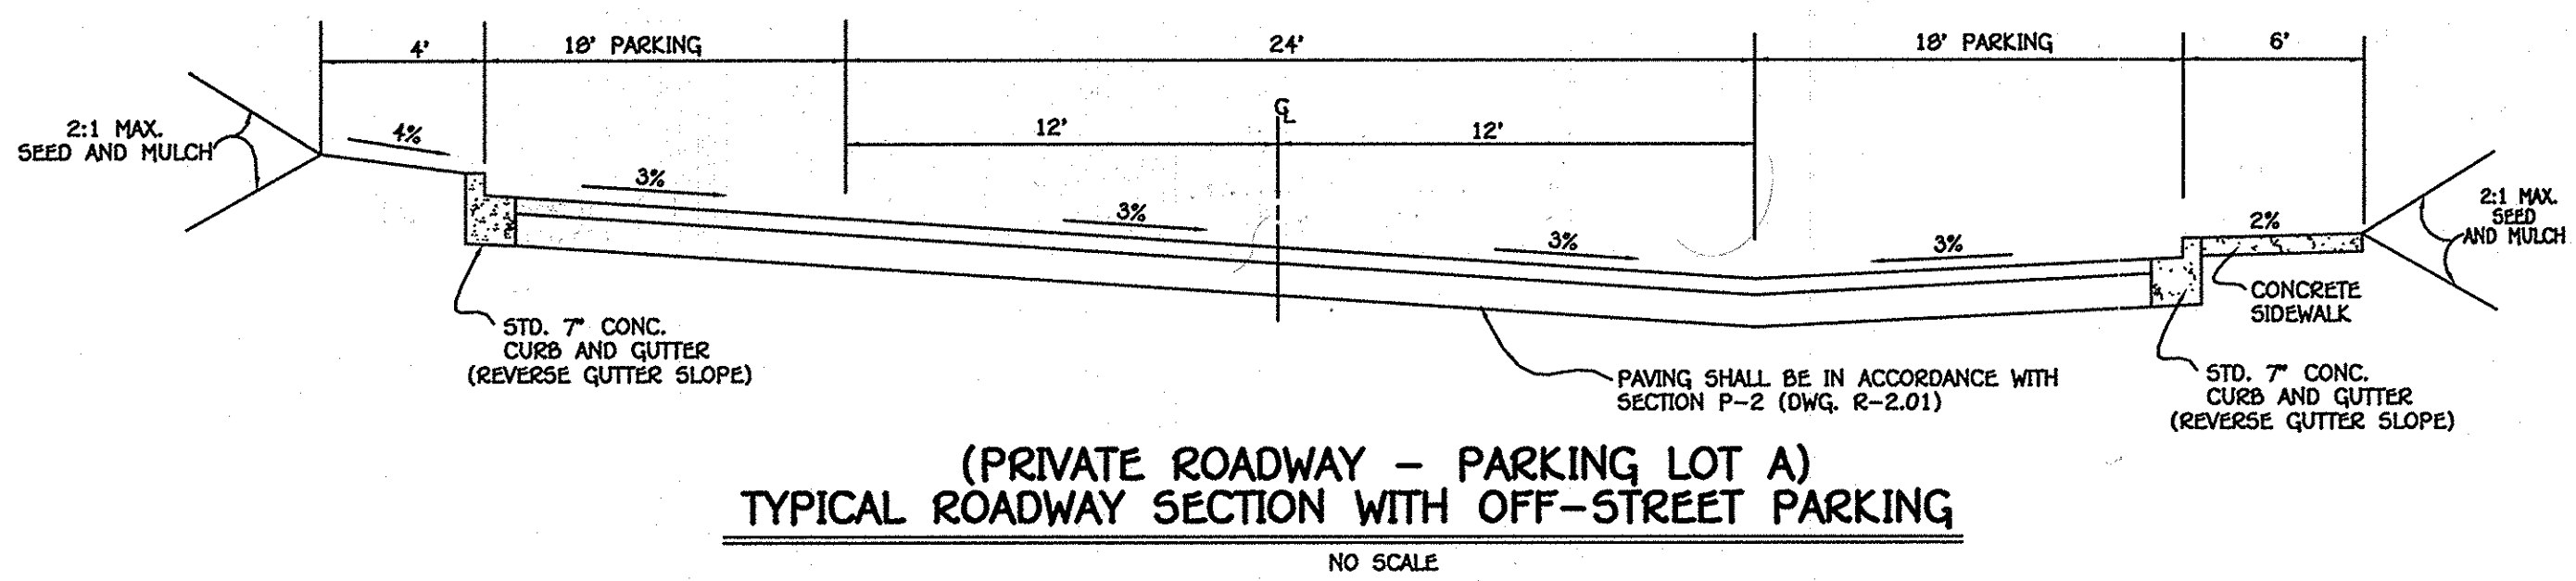 4' 18' PARKING 24' 18' PARKING 6'
12' CL 12'
2:1 MAX.
SEED AND MULCH
4%
3%
3%
3%
3%
2%
2:1 MAX.
SEED
AND MULCH
CONCRETE
SIDEWALK
STD. 7" CONC.
CURB AND GUTTER
(REVERSE GUTTER SLOPE)
PAVING SHALL BE IN ACCORDANCE WITH
SECTION P-2 (DWG. R-2.01)
STD. 7" CONC.
CURB AND GUTTER
(REVERSE GUTTER SLOPE)
(PRIVATE ROADWAY - PARKING LOT A)
TYPICAL ROADWAY SECTION WITH OFF-STREET PARKING
NO SCALE